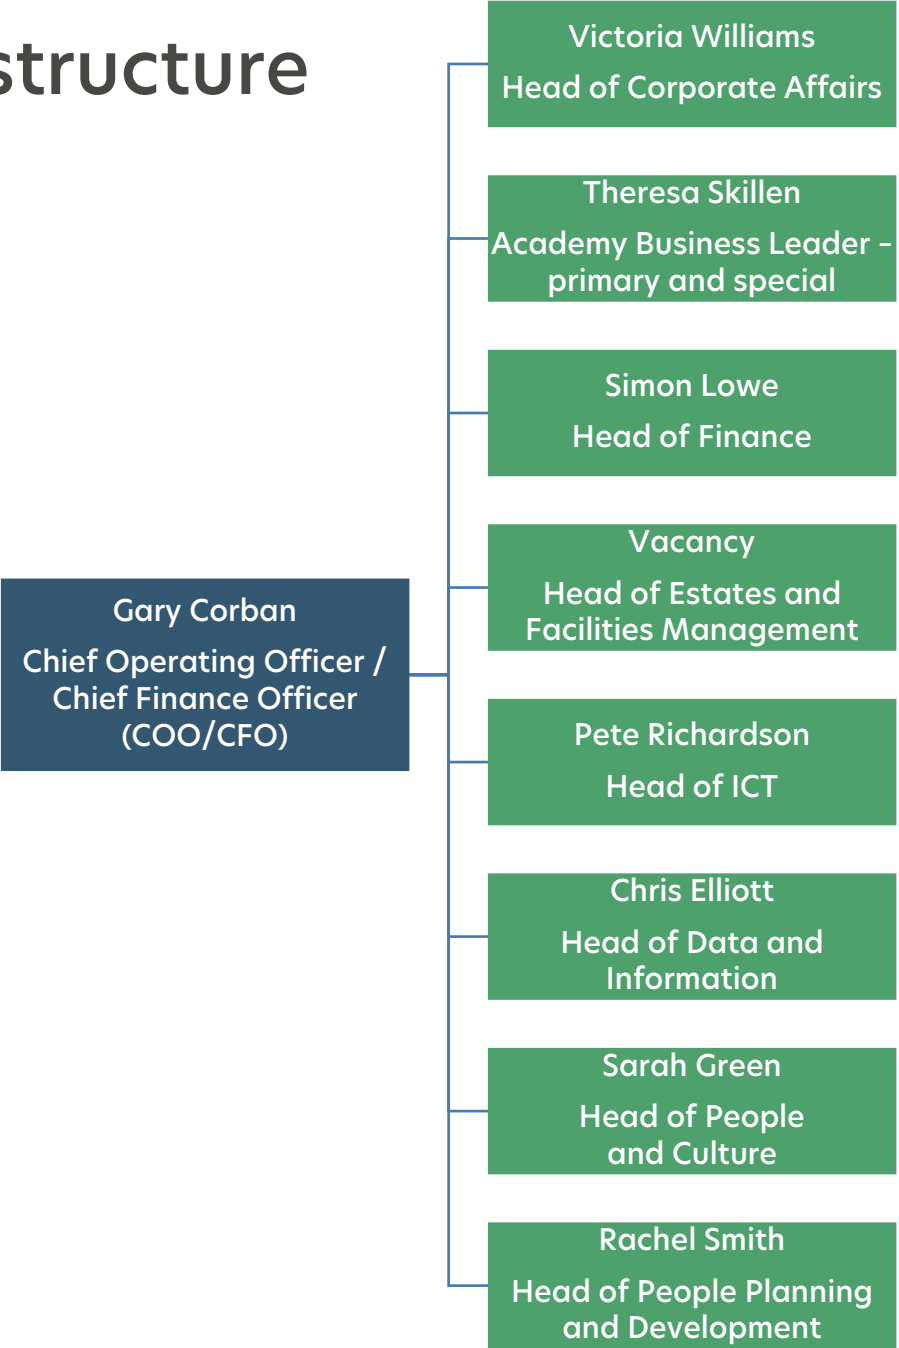 structure
Victoria Williams
Head of Corporate Affairs
Theresa Skillen
Academy Business Leader –
primary and special
Simon Lowe
Head of Finance
Vacancy
Head of Estates and
Facilities Management
Gary Corban
Chief Operating Officer /
Chief Finance Officer
(COO/CFO)
Pete Richardson
Head of ICT
Chris Elliott
Head of Data and
Information
Sarah Green
Head of People
and Culture
Rachel Smith
Head of People Planning
and Development